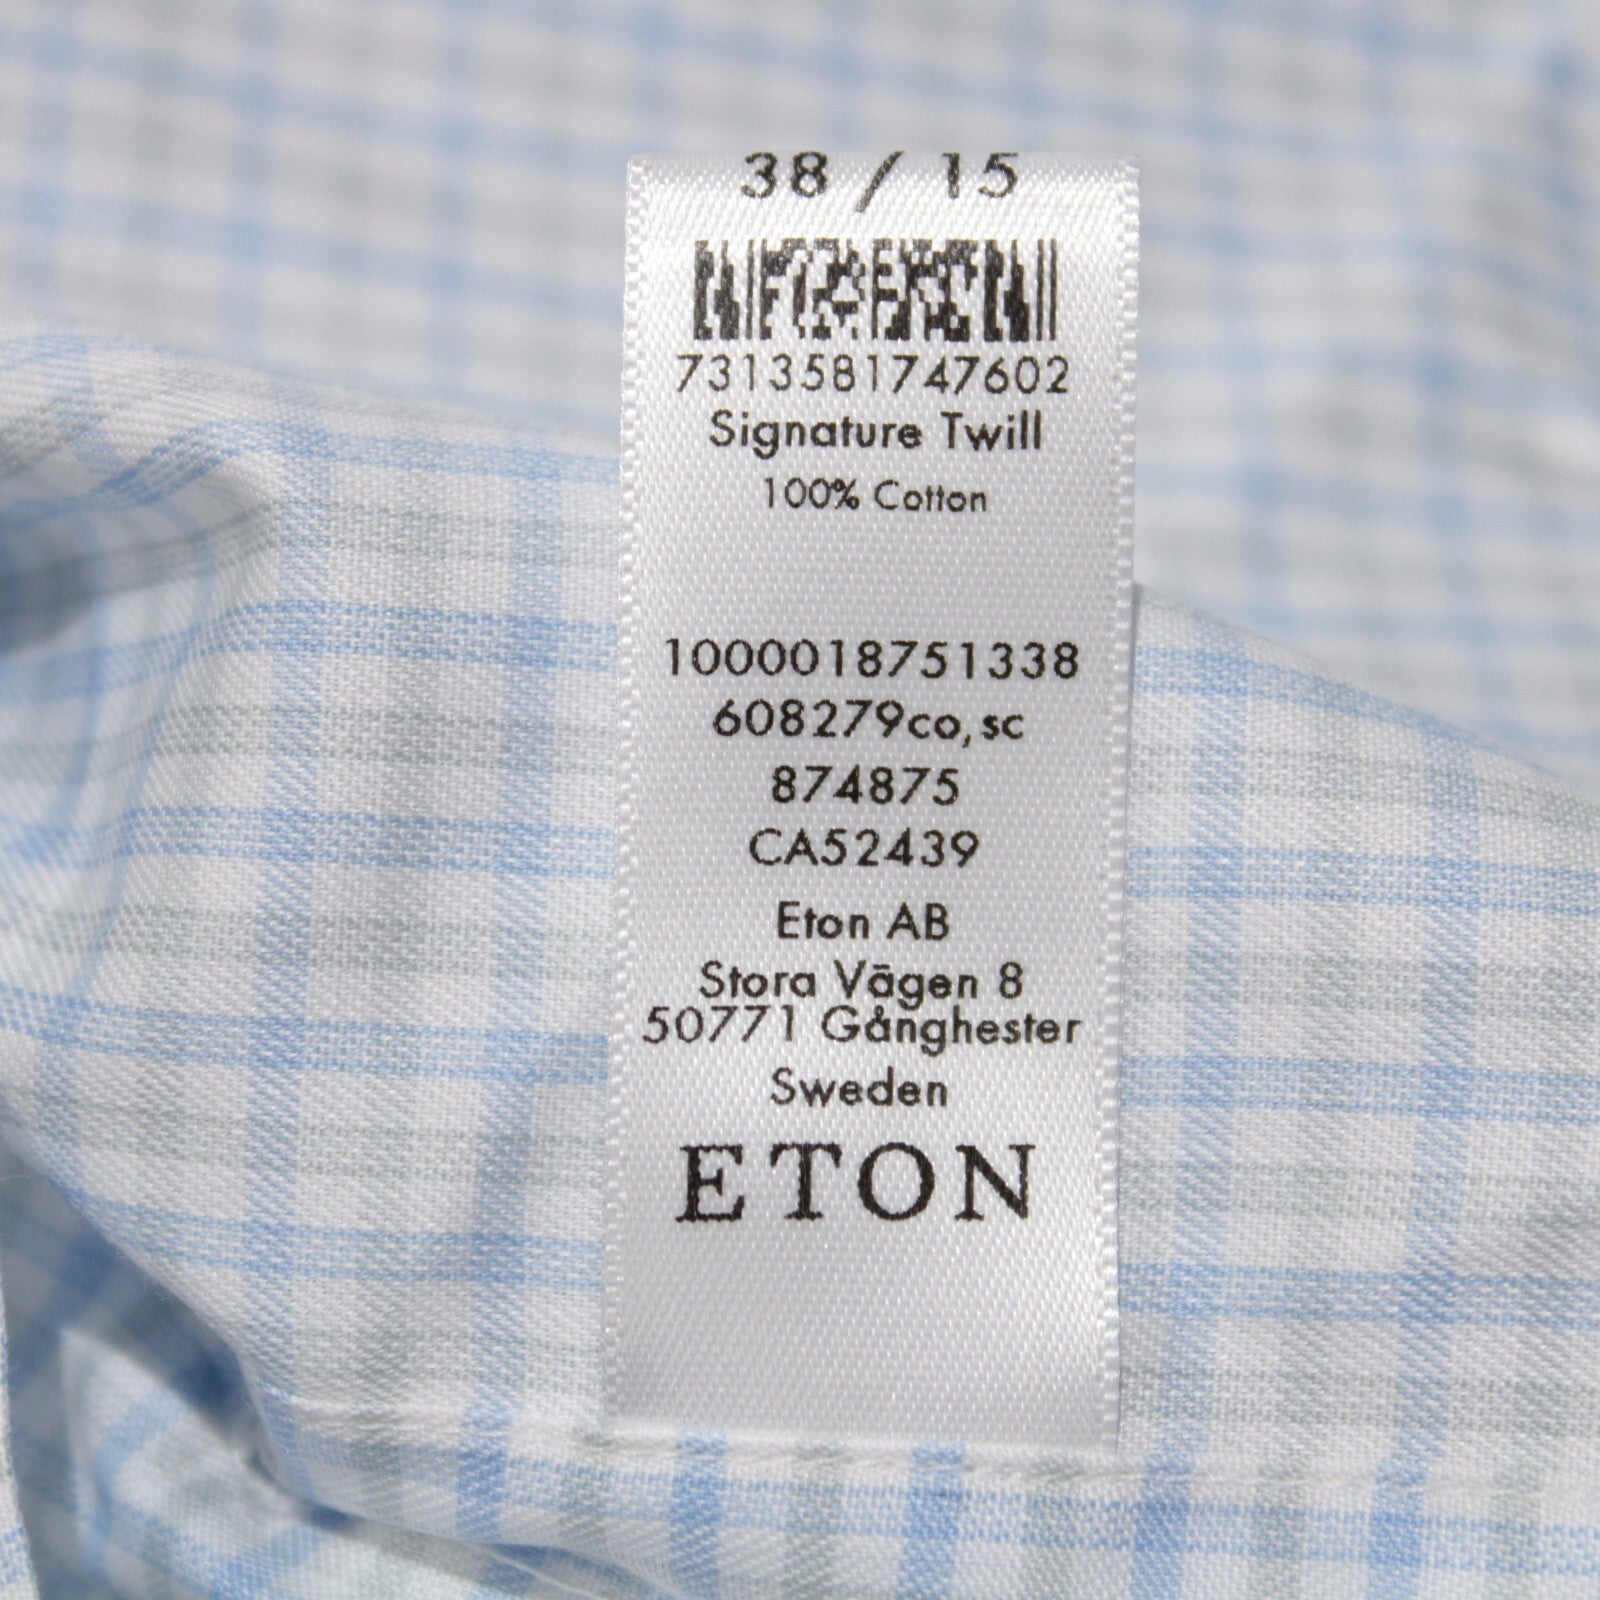 38 / 15
7313581747602
Signature Twill
100% Cotton
1000018751338
608279co,sc
874875
CA52439
Eton AB
Stora Vägen 8
50771 Gånghester
Sweden
ETON